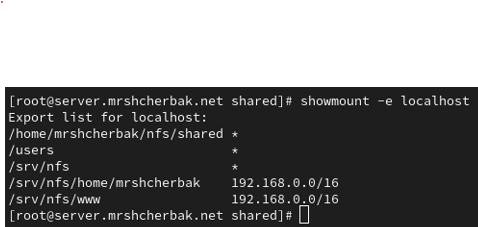 [root@server.mrshcherbak.net shared]# showmount -e localhost
Export list for localhost:
/home/mrshcherbak/nfs/shared *
/users *
/srv/nfs *
/srv/nfs/home/mrshcherbak 192.168.0.0/16
/srv/nfs/www 192.168.0.0/16
[root@server.mrshcherbak.net shared]#